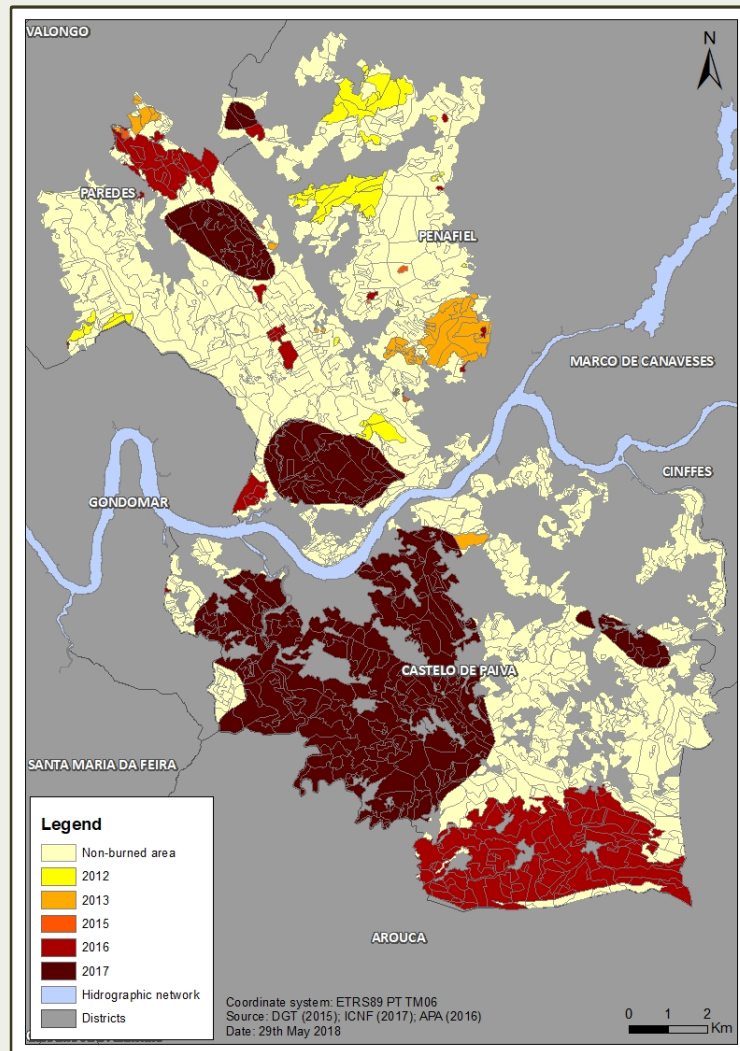 VALONGO
N
PAREDES
PENAFIEL
MARCO DE CANAVESES
CINFFES
GONDOMAR
CASTELO DE PAIVA
SANTA MARIA DA FEIRA
AROUCA
Legend
Non-burned area
2012
2013
2015
2016
2017
Hidrographic network
Districts
Coordinate system: ETRS89 PT TM06
Source: DGT (2015); ICNF (2017); APA (2016)
Date: 29th May 2018
0 1 2
Km